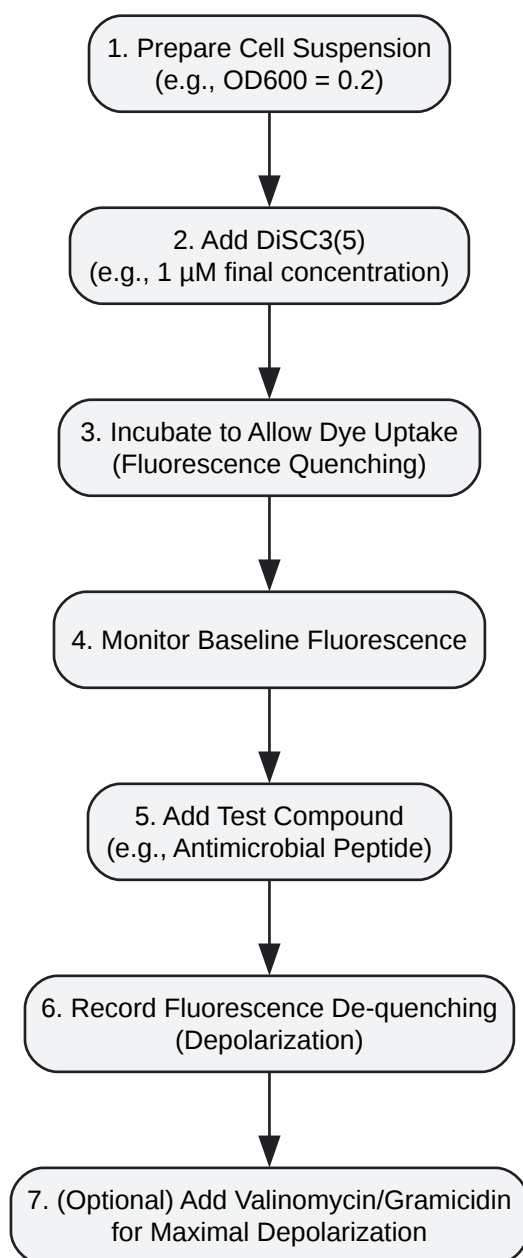 1. Prepare Cell Suspension
(e.g., OD600 = 0.2)
2. Add DiSC3(5)
(e.g., 1 µM final concentration)
3. Incubate to Allow Dye Uptake
(Fluorescence Quenching)
4. Monitor Baseline Fluorescence
5. Add Test Compound
(e.g., Antimicrobial Peptide)
6. Record Fluorescence De-quenching
(Depolarization)
7. (Optional) Add Valinomycin/Gramicidin
for Maximal Depolarization